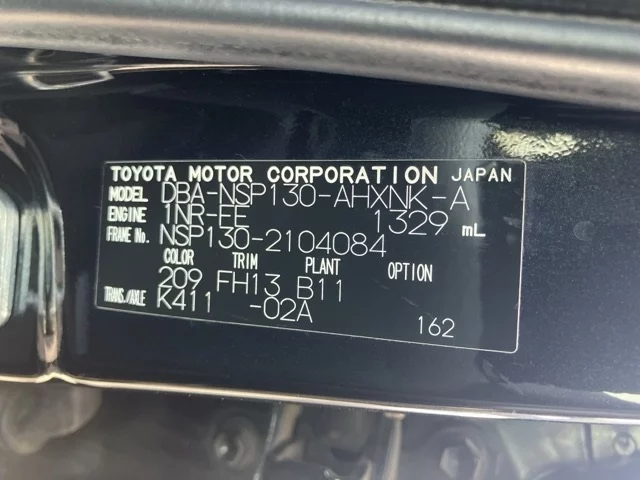 TOYOTA MOTOR CORPORATION JAPAN
MODEL DBA-NSP130-AHXNK-A
ENGINE 1NR-FE 1329 mL
FRAME No. NSP130-2104084
COLOR TRIM PLANT OPTION
209 FH13 B11
TRANS./AXLE K411 -02A
162